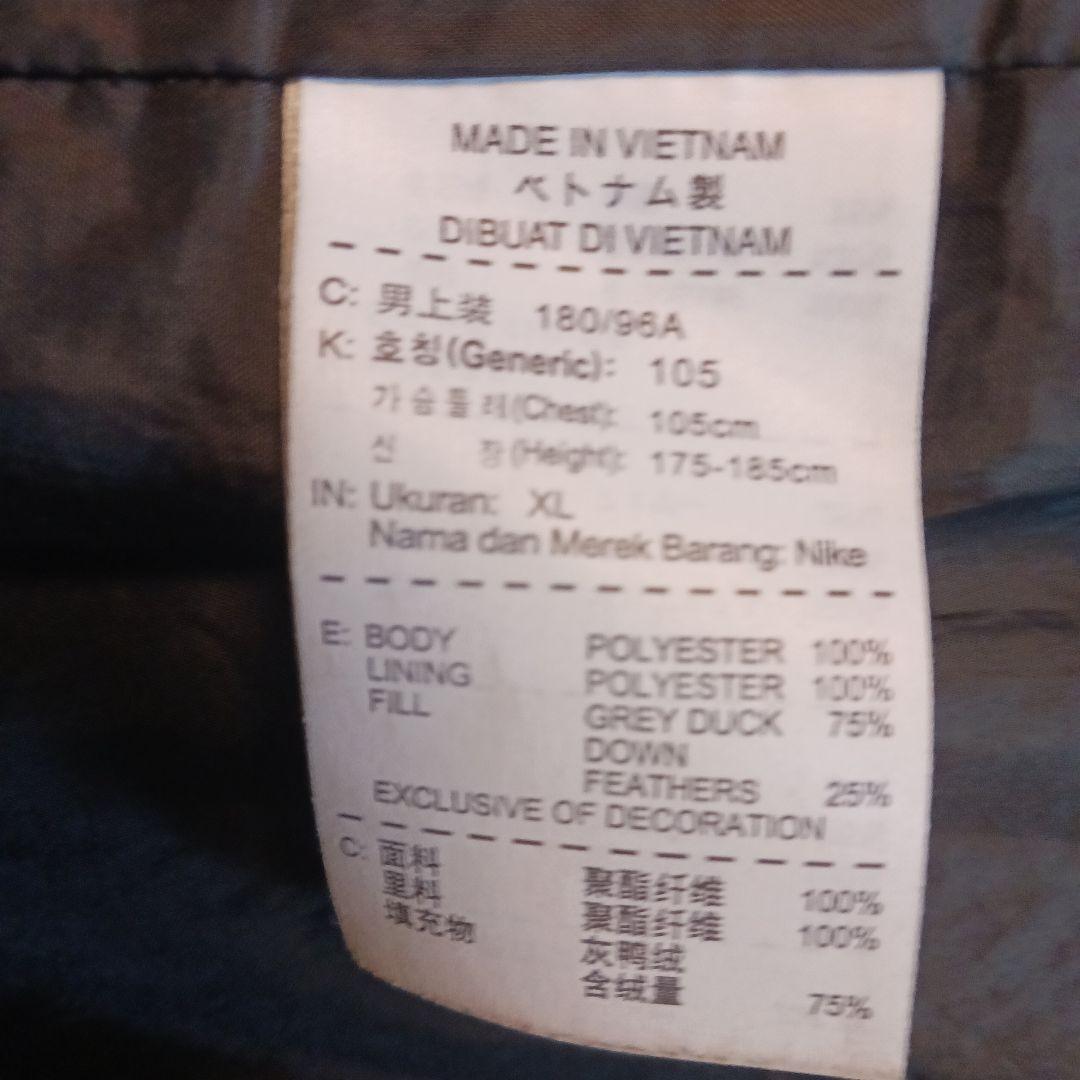 MADE IN VIETNAM
ベトナム製
DIBUAT DI VIETNAM
C: 男上装 180/96A
K: 호칭(Generic): 105
가슴둘레(Chest): 105cm
신 장(Height): 175-185cm
IN: Ukuran: XL
Nama dan Merek Barang: Nike
E: BODY POLYESTER 100%
LINING POLYESTER 100%
FILL GREY DUCK 75%
DOWN
FEATHERS 25%
EXCLUSIVE OF DECORATION
C: 面料 聚酯纤维 100%
里料 聚酯纤维 100%
填充物 灰鸭绒
含绒量 75%